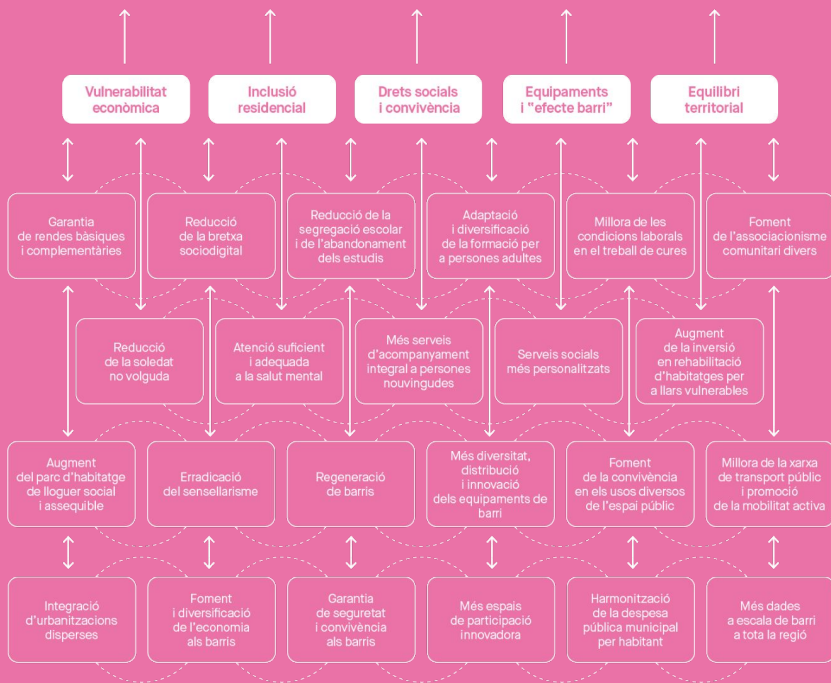 Vulnerabilitat
econòmica
Inclusió
residencial
Drets socials
i convivència
Equipaments
i “efecte barri”
Equilibri
territorial
Garantia
de rendes bàsiques
i complementàries
Reducció
de la bretxa
sociodigital
Reducció de la
segregació escolar
i de l’abandonament
dels estudis
Adaptació
i diversificació
de la formació per
a persones adultes
Millora de les
condicions laborals
en el treball de cures
Foment
de l’associacionisme
comunitari divers
Reducció
de la soledat
no volguda
Atenció suficient
i adequada
a la salut mental
Més serveis
d’acompanyament
integral a persones
nouvingudes
Serveis socials
més personalitzats
Augment
de la inversió
en rehabilitació
d’habitatges per
a llars vulnerables
Augment
del parc d’habitatge
de lloguer social
i assequible
Erradicació
del sensellarisme
Regeneració
de barris
Més diversitat,
distribució
i innovació
dels equipaments de
barri
Foment
de la convivència
en els usos diversos
de l’espai públic
Millora de la xarxa
de transport públic
i promoció
de la mobilitat activa
Integració
d’urbanitzacions
disperses
Foment
i diversificació
de l’economia
als barris
Garantia
de seguretat
i convivència
als barris
Més espais
de participació
innovadora
Harmonització
de la despesa
pública municipal
per habitant
Més dades
a escala de barri
a tota la regió